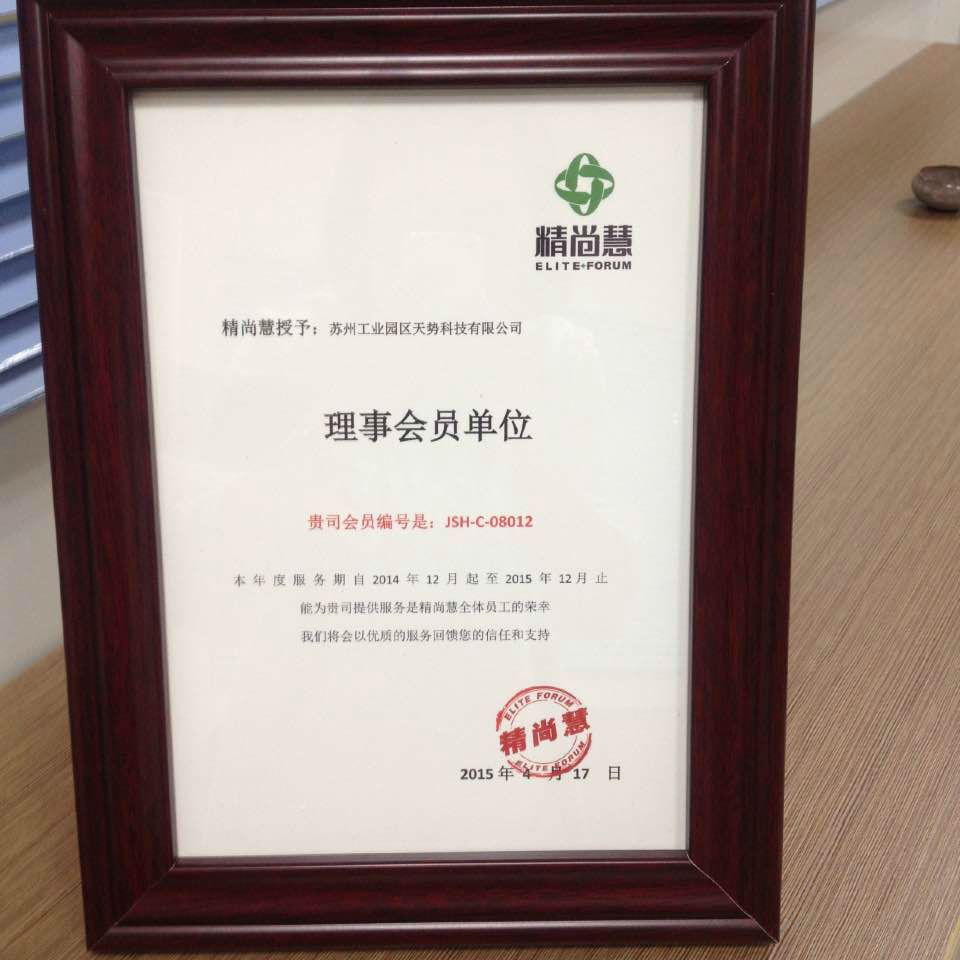 精尚慧
ELITE+FORUM
精尚慧授予：苏州工业园区天势科技有限公司
理事会员单位
贵司会员编号是：JSH-C-08012
本年度服务期自2014年12月起至2015年12月止
能为贵司提供服务是精尚慧全体员工的荣幸
我们将会以优质的服务回馈您的信任和支持
ELITE FORUM
精尚慧
ELITE FORUM
2015年4月17日